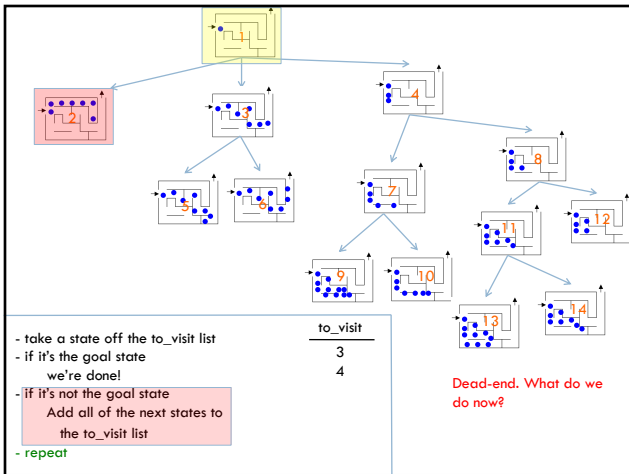 1
2
3
4
5
6
7
8
9
10
11
12
13
14
- take a state off the to_visit list
- if it's the goal state
we're done!
- if it's not the goal state
Add all of the next states to
the to_visit list
- repeat
to_visit
3
4
Dead-end. What do we
do now?